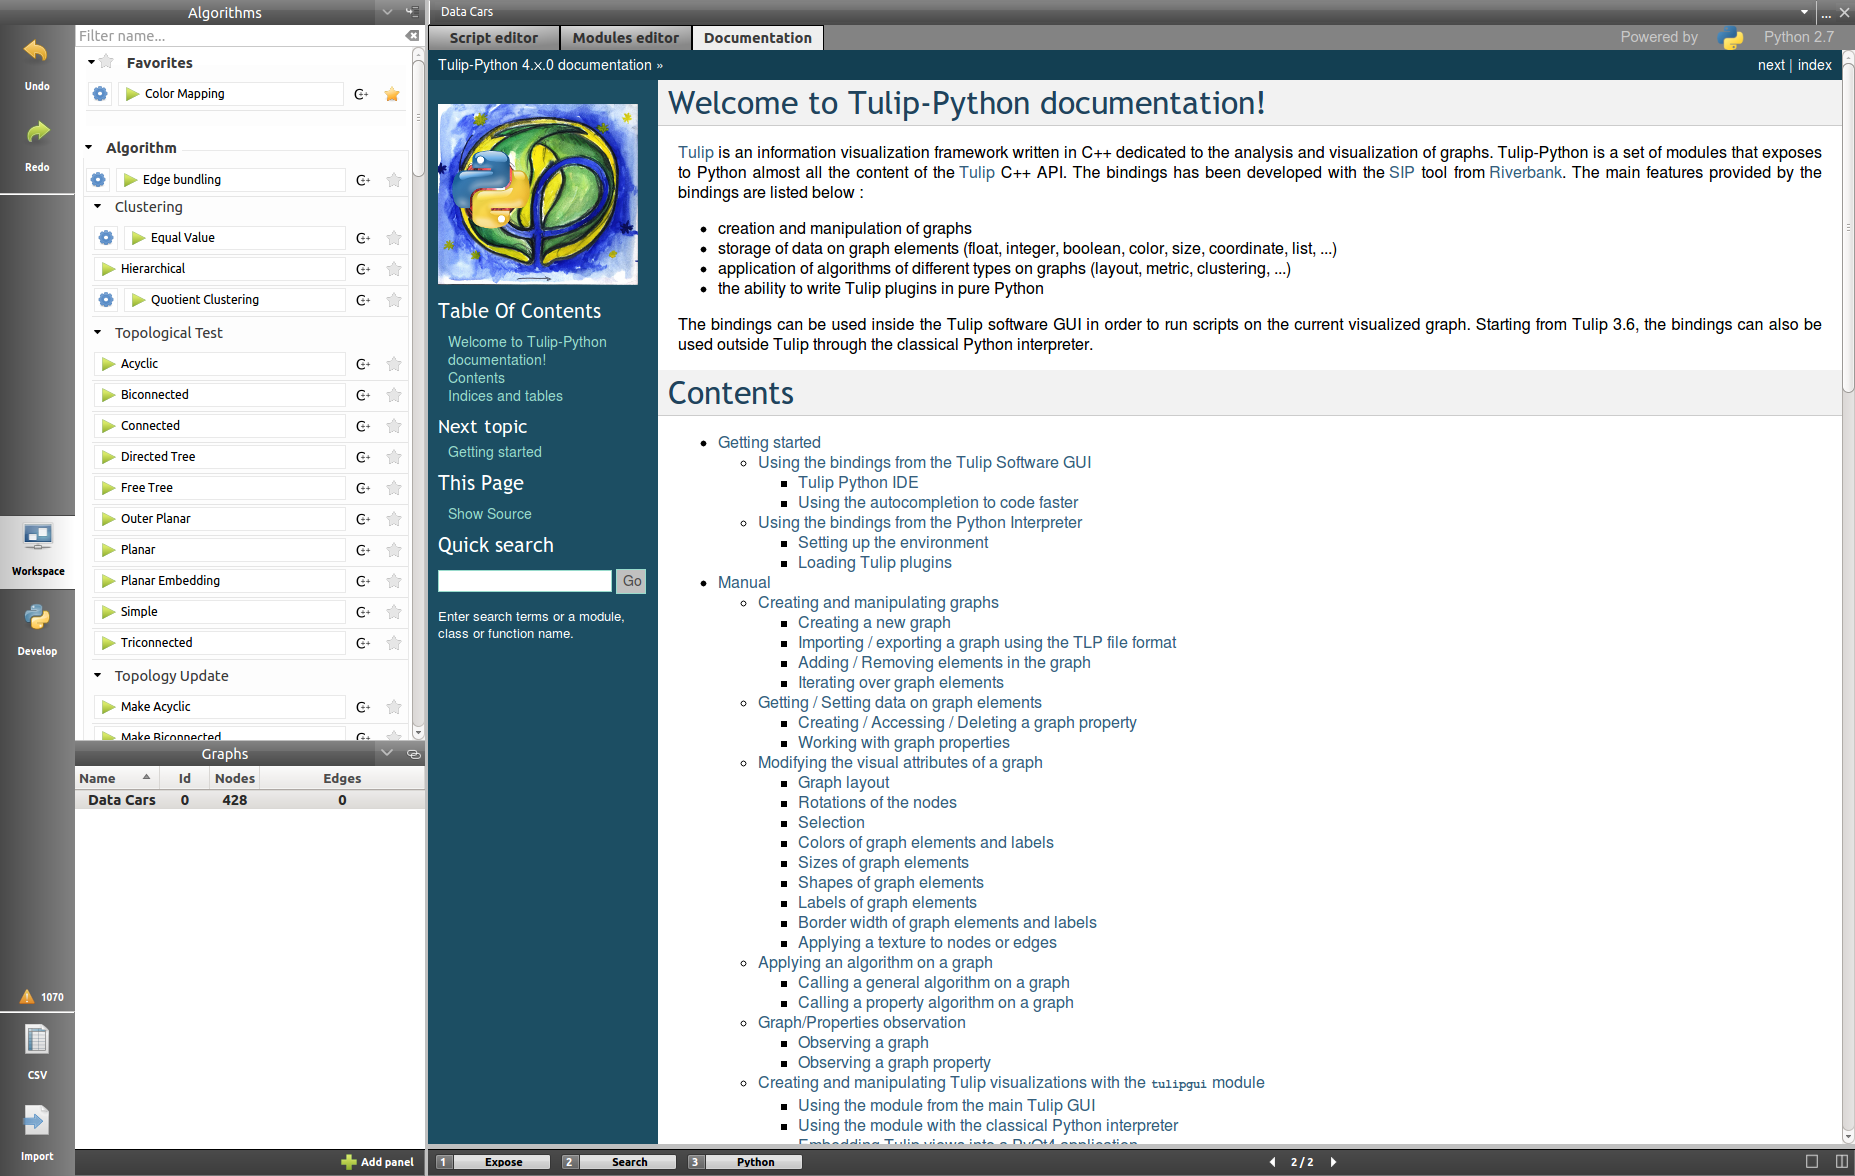 Algorithms
Filter name...
Favorites
Color Mapping
Algorithm
Edge bundling
Clustering
Equal Value
Hierarchical
Quotient Clustering
Topological Test
Acyclic
Biconnected
Connected
Directed Tree
Free Tree
Outer Planar
Planar
Planar Embedding
Simple
Triconnected
Topology Update
Make Acyclic
Make Biconnected
Undo
Redo
Workspace
Develop
1070
CSV
Import
Graphs
Name Id Nodes Edges
Data Cars 0 428 0
Add panel
Data Cars
...
Script editor Modules editor Documentation
Powered by Python 2.7
Tulip-Python 4.x.0 documentation »
next | index
Table Of Contents
Welcome to Tulip-Python
documentation!
Contents
Indices and tables
Next topic
Getting started
This Page
Show Source
Quick search
Go
Enter search terms or a module,
class or function name.
Welcome to Tulip-Python documentation!
Tulip is an information visualization framework written in C++ dedicated to the analysis and visualization of graphs. Tulip-Python is a set of modules that exposes
to Python almost all the content of the Tulip C++ API. The bindings has been developed with the SIP tool from Riverbank. The main features provided by the
bindings are listed below :
creation and manipulation of graphs
storage of data on graph elements (float, integer, boolean, color, size, coordinate, list, ...)
application of algorithms of different types on graphs (layout, metric, clustering, ...)
the ability to write Tulip plugins in pure Python
The bindings can be used inside the Tulip software GUI in order to run scripts on the current visualized graph. Starting from Tulip 3.6, the bindings can also be
used outside Tulip through the classical Python interpreter.
Contents
Getting started
Using the bindings from the Tulip Software GUI
Tulip Python IDE
Using the autocompletion to code faster
Using the bindings from the Python Interpreter
Setting up the environment
Loading Tulip plugins
Manual
Creating and manipulating graphs
Creating a new graph
Importing / exporting a graph using the TLP file format
Adding / Removing elements in the graph
Iterating over graph elements
Getting / Setting data on graph elements
Creating / Accessing / Deleting a graph property
Working with graph properties
Modifying the visual attributes of a graph
Graph layout
Rotations of the nodes
Selection
Colors of graph elements and labels
Sizes of graph elements
Shapes of graph elements
Labels of graph elements
Border width of graph elements and labels
Applying a texture to nodes or edges
Applying an algorithm on a graph
Calling a general algorithm on a graph
Calling a property algorithm on a graph
Graph/Properties observation
Observing a graph
Observing a graph property
Creating and manipulating Tulip visualizations with the tulipgui module
Using the module from the main Tulip GUI
Using the module with the classical Python interpreter
Embedding Tulip views into a PyQt4 application
1 Expose 2 Search 3 Python
2 / 2